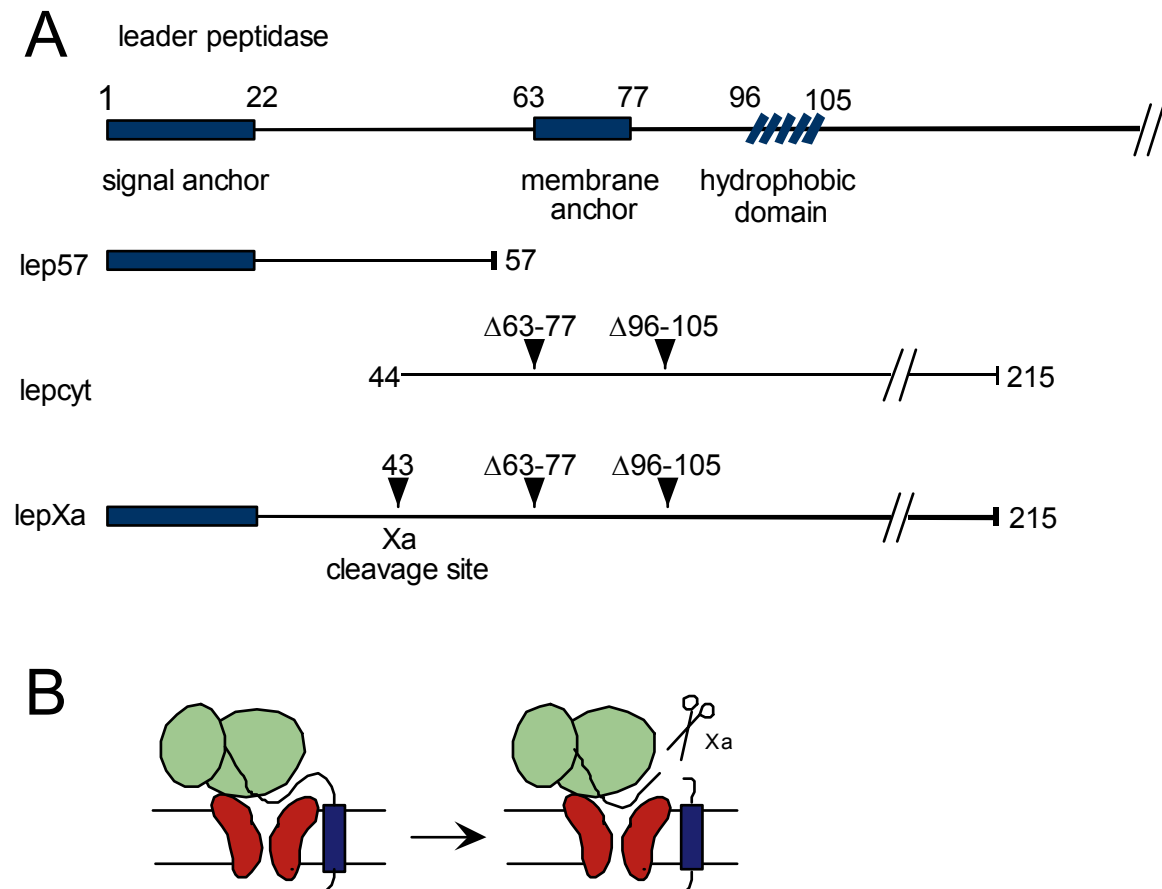 A
leader peptidase
1 22 63 77 96 105
signal anchor
membrane
anchor
hydrophobic
domain
lep57
57
Δ63-77 Δ96-105
lepcyt
44
215
43 Δ63-77 Δ96-105
lepXa
215
Xa
cleavage site
B
Xa